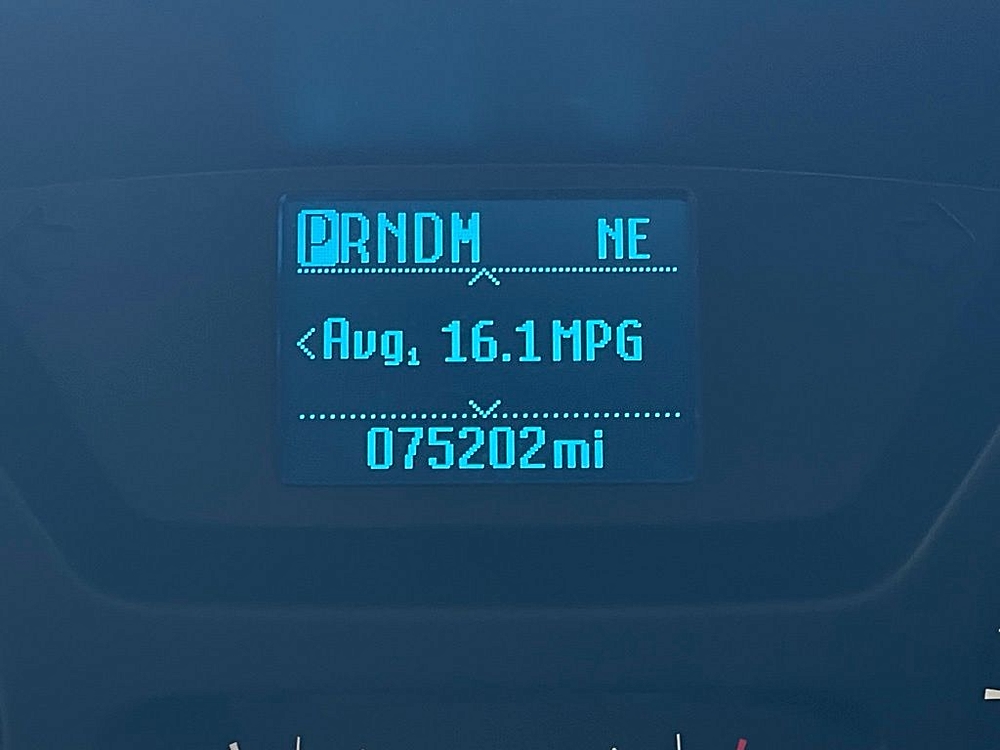 PRNDM NE
<Avg₁ 16.1MPG
075202mi